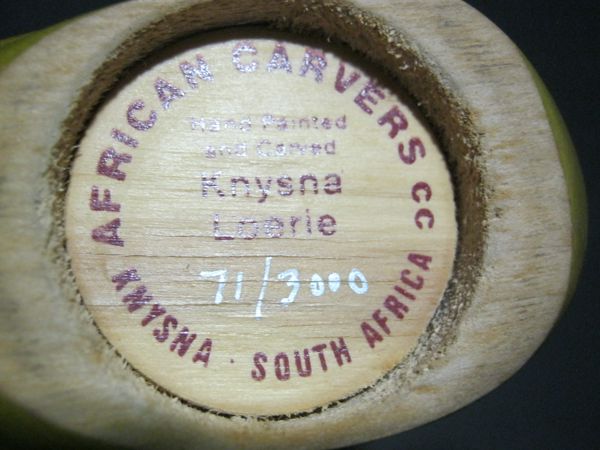 AFRICAN CARVERS cc
Hand Painted
and Carved
Knysna
Loerie
71/3000
KNYSNA · SOUTH AFRICA